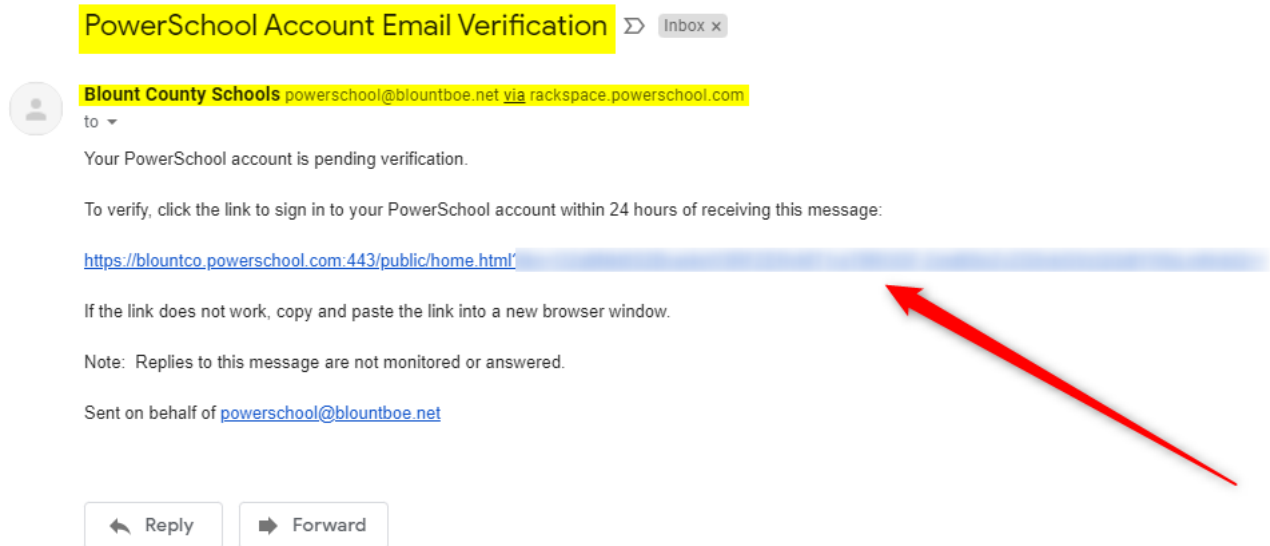 PowerSchool Account Email Verification Inbox x
Blount County Schools powerschool@blountboe.net via rackspace.powerschool.com
to
Your PowerSchool account is pending verification.
To verify, click the link to sign in to your PowerSchool account within 24 hours of receiving this message:
https://blountco.powerschool.com:443/public/home.html?
If the link does not work, copy and paste the link into a new browser window.
Note:  Replies to this message are not monitored or answered.
Sent on behalf of powerschool@blountboe.net
Reply Forward